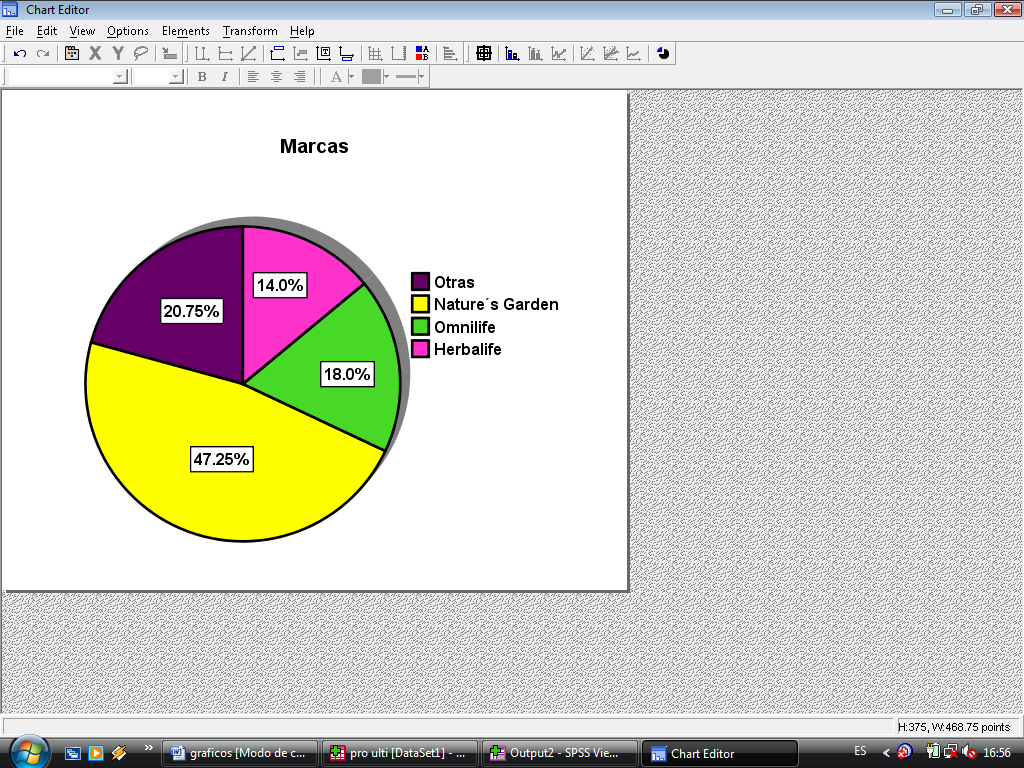 Chart Editor
File Edit View Options Elements Transform Help
X Y T A B
B I A
Marcas
14.0%
20.75%
18.0%
47.25%
Otras
Nature´s Garden
Omnilife
Herbalife
H:375, W:468.75 points
graficos [Modo de c... pro ulti [DataSet1] - ... Output2 - SPSS Vie... Chart Editor ES 16:56